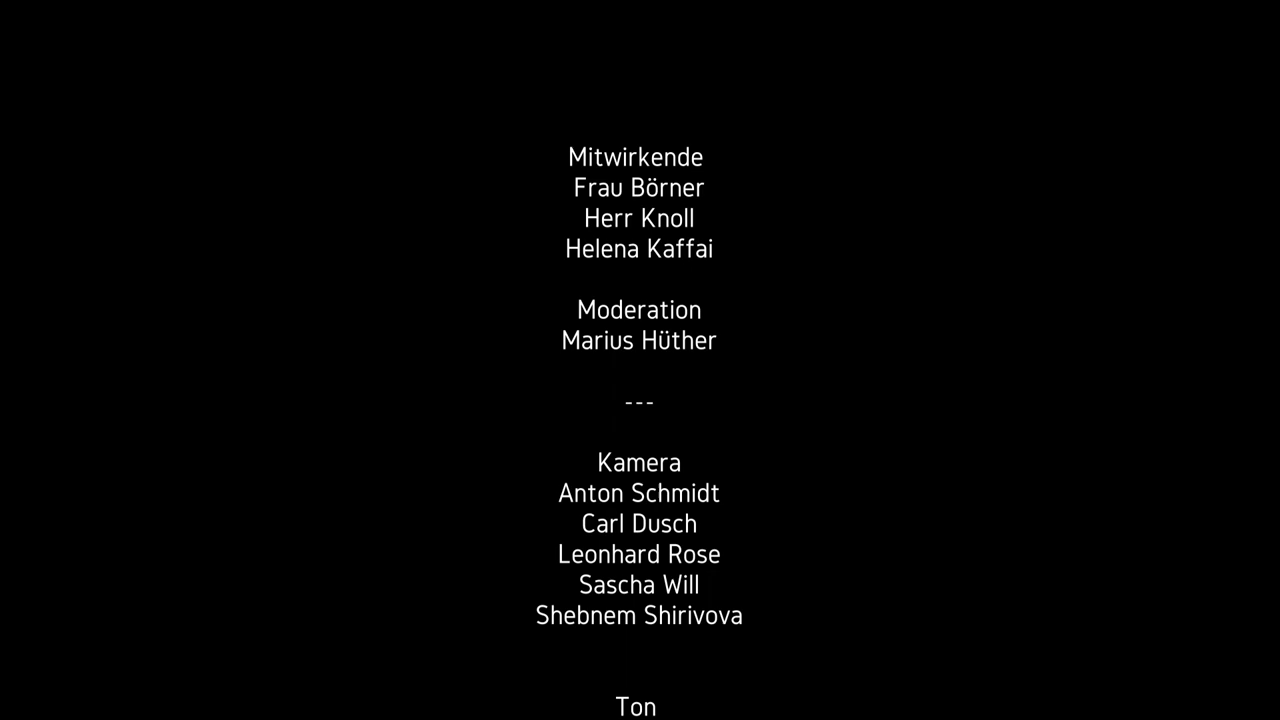 Mitwirkende
Frau Börner
Herr Knoll
Helena Kaffai
Moderation
Marius Hüther
---
Kamera
Anton Schmidt
Carl Dusch
Leonhard Rose
Sascha Will
Shebnem Shirivova
Ton